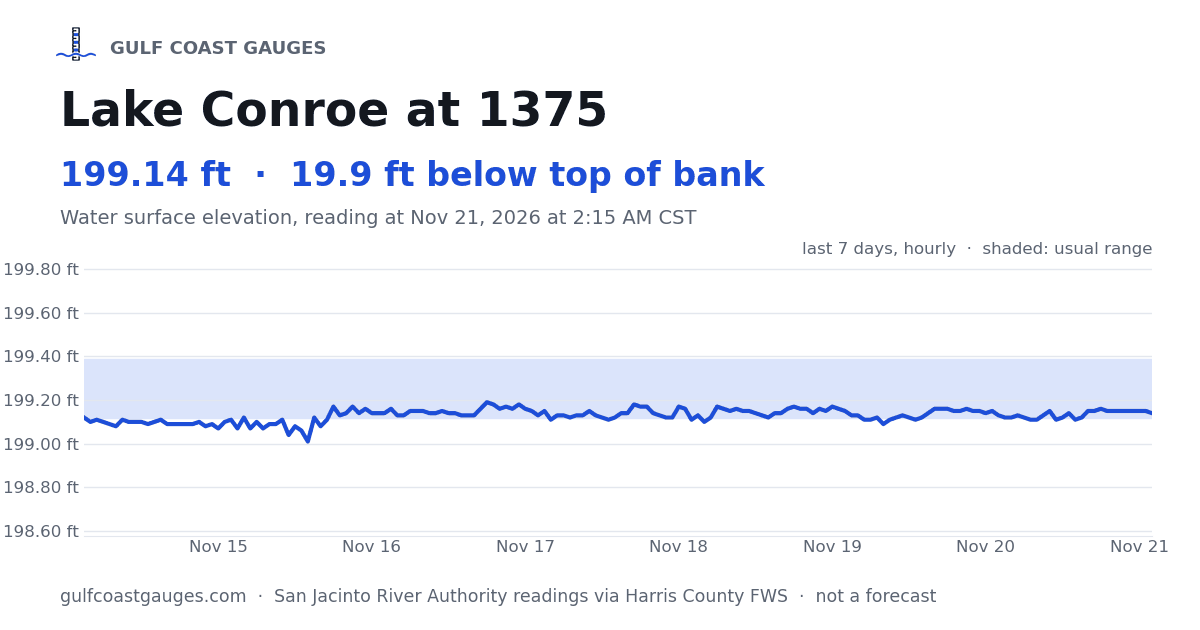 GULF COAST GAUGES
Lake Conroe at 1375
199.14 ft · 19.9 ft below top of bank
Water surface elevation, reading at Nov 21, 2026 at 2:15 AM CST
last 7 days, hourly · shaded: usual range
199.80 ft
199.60 ft
199.40 ft
199.20 ft
199.00 ft
198.80 ft
198.60 ft
Nov 15 Nov 16 Nov 17 Nov 18 Nov 19 Nov 20 Nov 21
gulfcoastgauges.com · San Jacinto River Authority readings via Harris County FWS · not a forecast